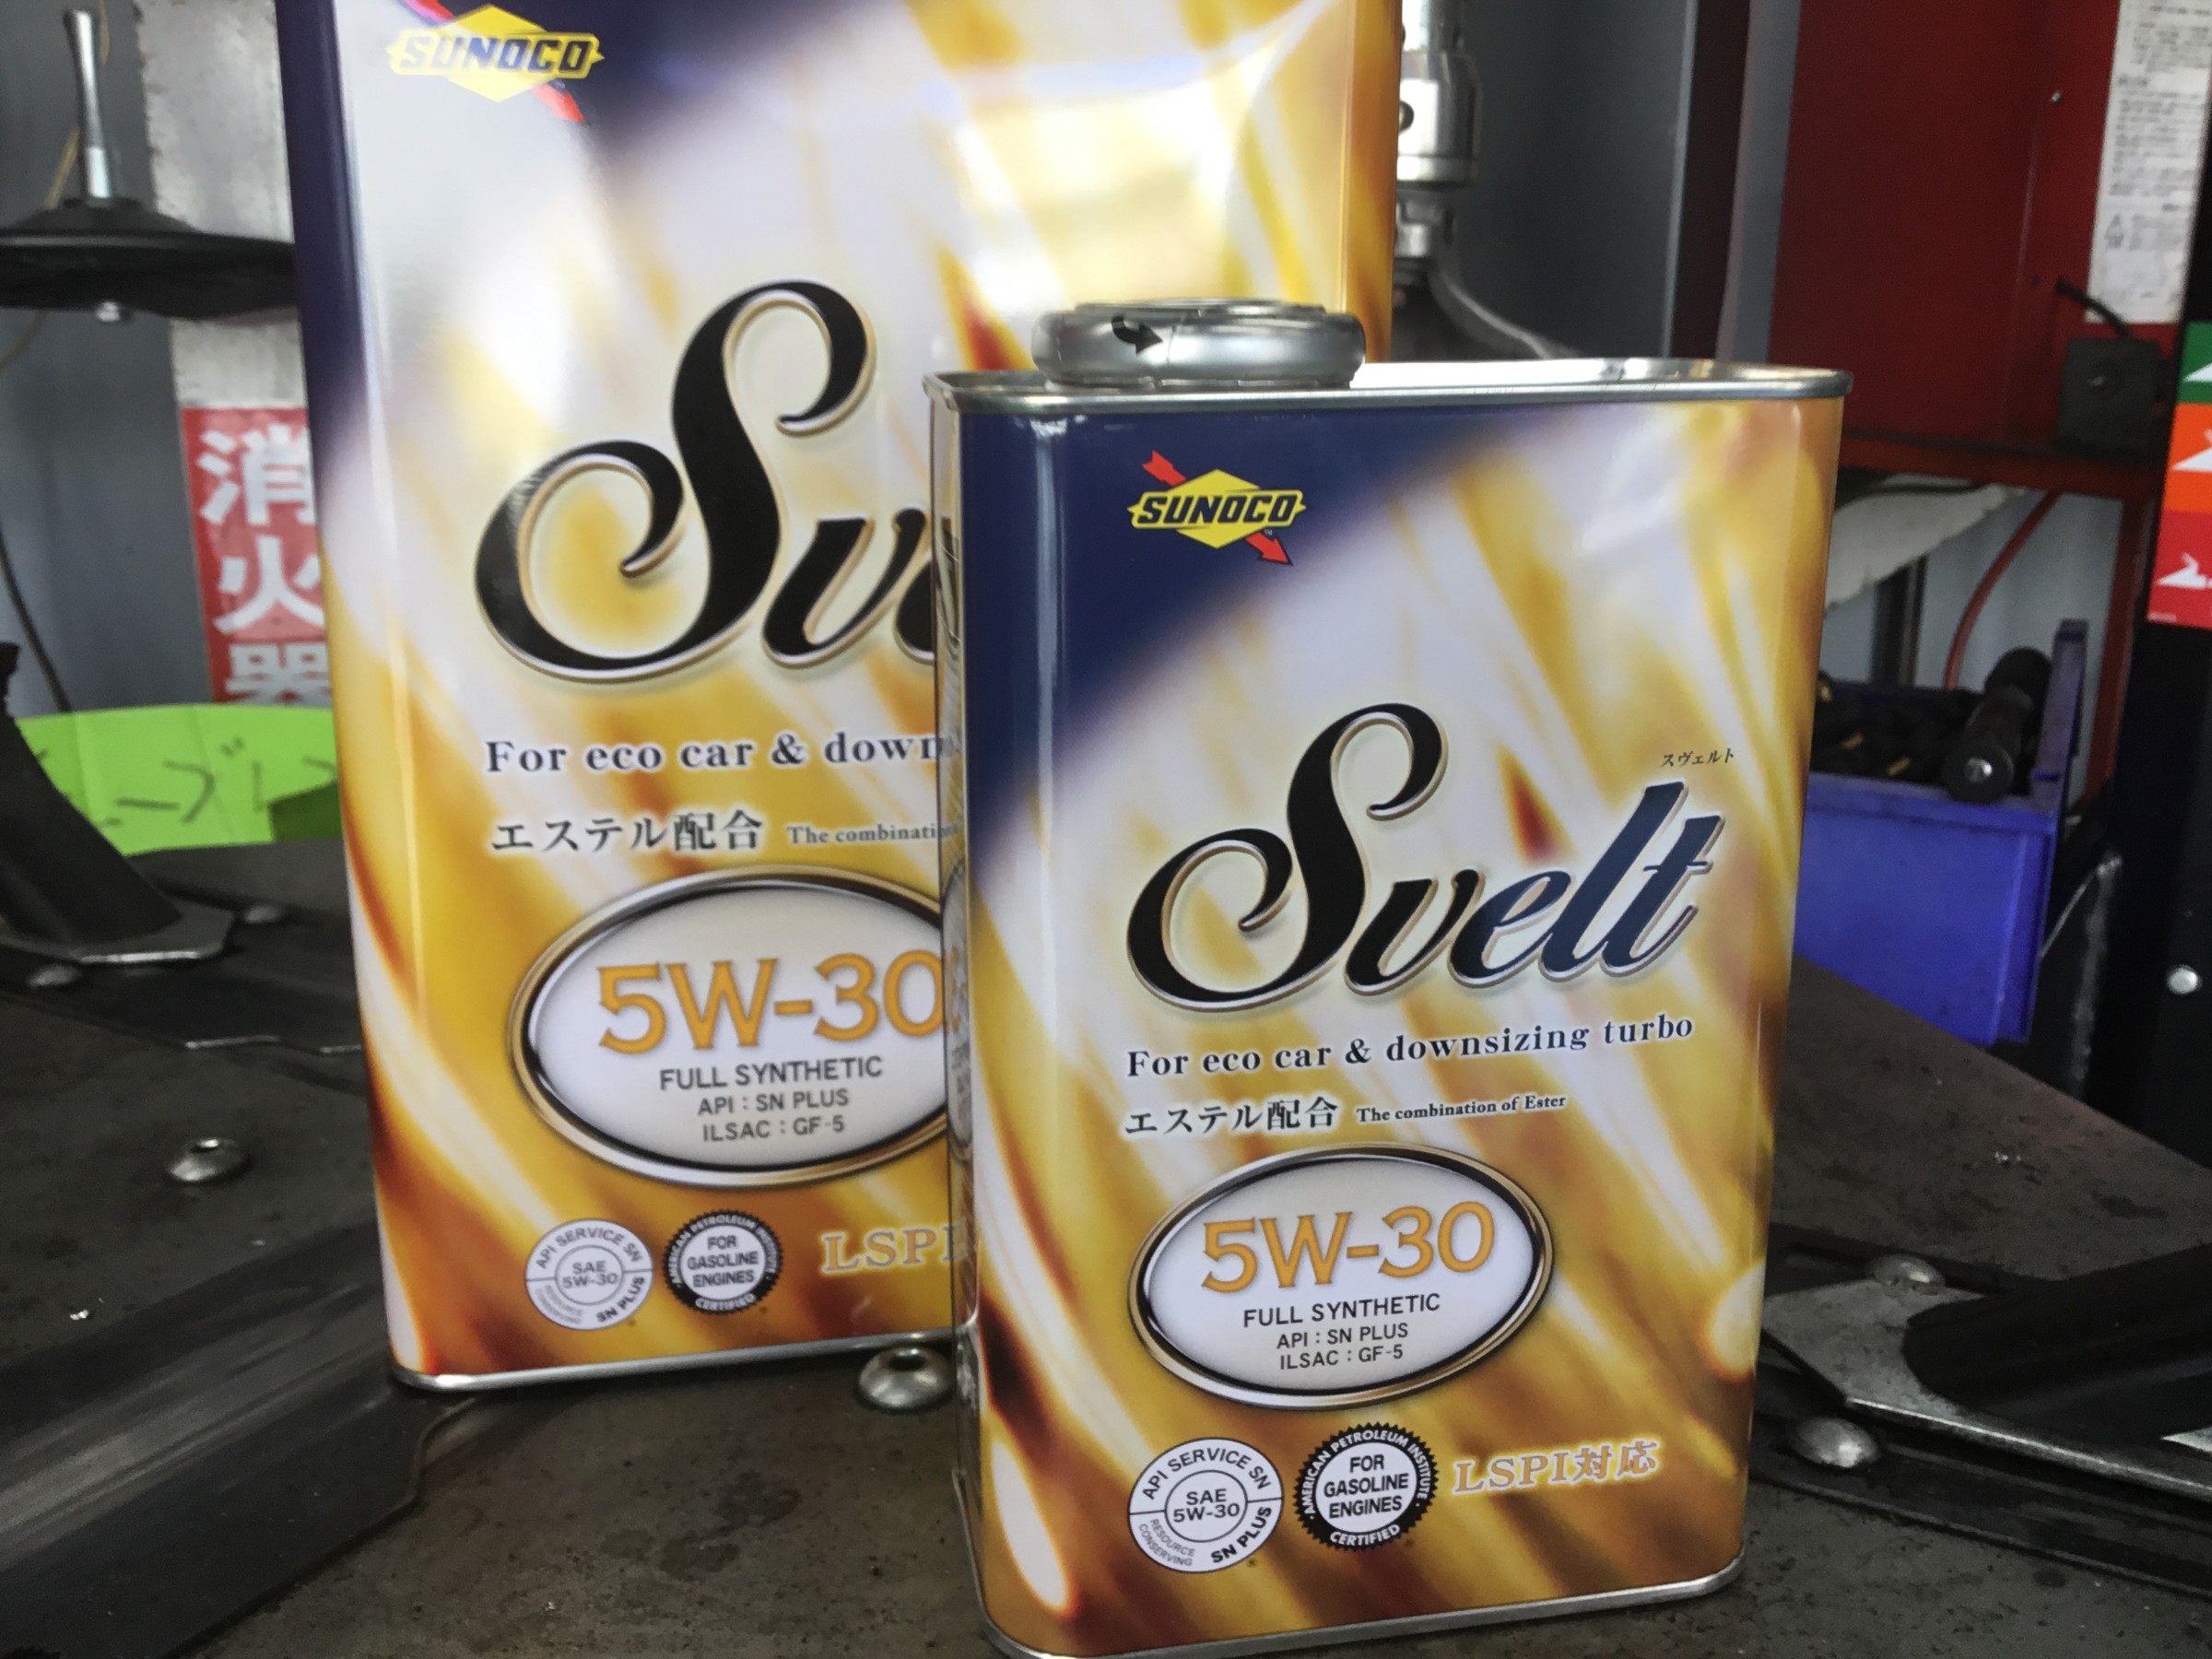 SUNOCO
Sve
For eco car & down
エステル配合 The combinati
5W-30
FULL SYNTHETIC
API : SN PLUS
ILSAC : GF-5
API SERVICE SN
SAE
5W-30
RESOURCE
CONSERVING
SN PLUS
AMERICAN PETROLEUM INSTITUTE
FOR
GASOLINE
ENGINES
CERTIFIED
LSPI
SUNOCO
TM
スヴェルト
Svelt
For eco car & downsizing turbo
エステル配合 The combination of Ester
5W-30
FULL SYNTHETIC
API : SN PLUS
ILSAC : GF-5
API SERVICE SN
SAE
5W-30
RESOURCE
CONSERVING
SN PLUS
AMERICAN PETROLEUM INSTITUTE
FOR
GASOLINE
ENGINES
CERTIFIED
LSPI対応
消
火
器